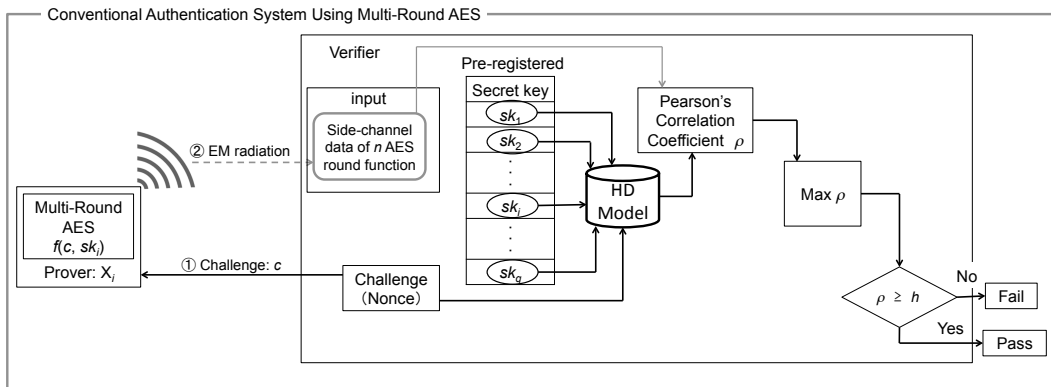 Conventional Authentication System Using Multi-Round AES
Verifier
Pre-registered
Secret key
input
Side-channel
data of n AES
round function
② EM radiation
sk1
sk2
ski
skq
HD
Model
Pearson's
Correlation
Coefficient ρ
Max ρ
Multi-Round
AES
f(c, ski)
Prover: Xi
① Challenge: c
Challenge
（Nonce）
ρ ≥ h
No
Fail
Yes
Pass